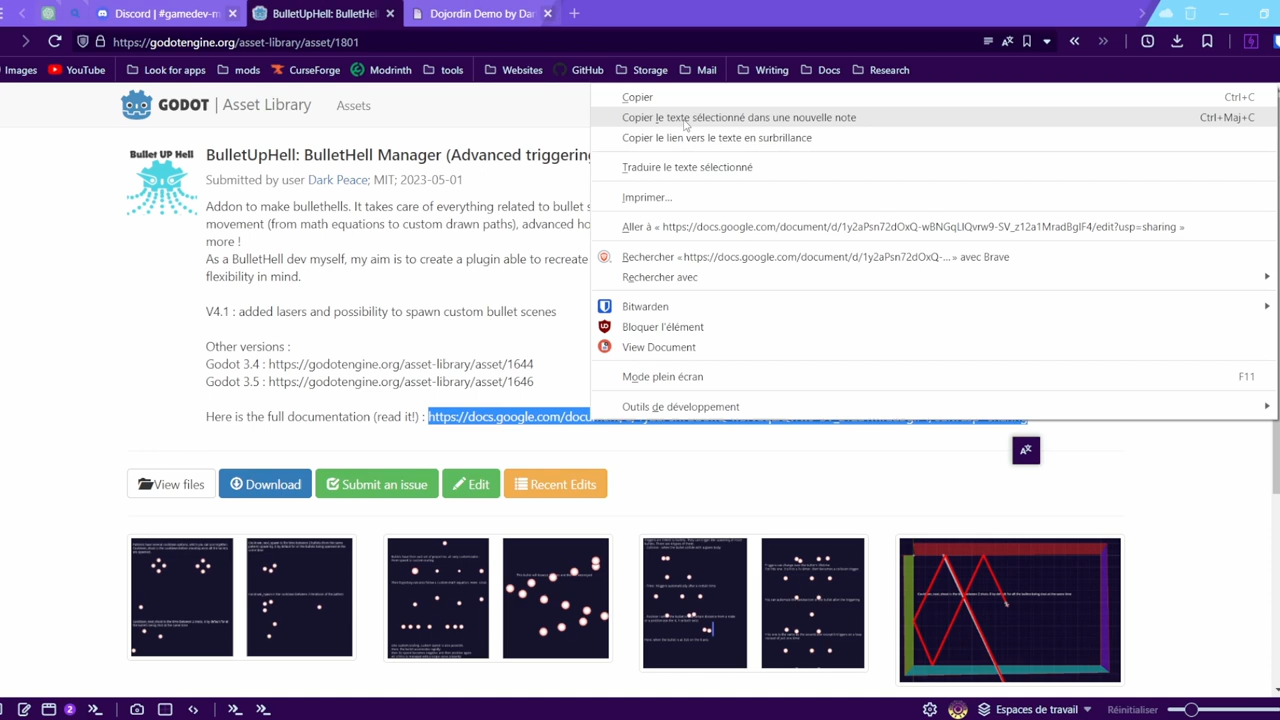 Discord | #gamedev-m
BulletUpHell: BulletHell
Dojordin Demo by Dar
https://godotengine.org/asset-library/asset/1801
Images
YouTube
Look for apps
mods
CurseForge
Modrinth
tools
Websites
GitHub
Storage
Mail
Writing
Docs
Research
GODOT | Asset Library
Assets
Bullet UP Hell
BulletUpHell: BulletHell Manager (Advanced triggering
Submitted by user Dark Peace; MIT; 2023-05-01
Addon to make bullethells. It takes care of everything related to bullet s
movement (from math equations to custom drawn paths), advanced ho
more !
As a BulletHell dev myself, my aim is to create a plugin able to recreate
flexibility in mind.
V4.1 : added lasers and possibility to spawn custom bullet scenes
Other versions :
Godot 3.4 : https://godotengine.org/asset-library/asset/1644
Godot 3.5 : https://godotengine.org/asset-library/asset/1646
Here is the full documentation (read it!) : https://docs.google.com/docu
Copier Ctrl+C
Copier le texte sélectionné dans une nouvelle note Ctrl+Maj+C
Copier le lien vers le texte en surbrillance
Traduire le texte sélectionné
Imprimer...
Aller à « https://docs.google.com/document/d/1y2aPsn72dOxQ-wBNGqLIQvrw9-SV_z12a1MradBgIF4/edit?usp=sharing »
Rechercher «https://docs.google.com/document/d/1y2aPsn72dOxQ-...» avec Brave
Rechercher avec
Bitwarden
Bloquer l'élément
View Document
Mode plein écran F11
Outils de développement
View files
Download
Submit an issue
Edit
Recent Edits
2
Espaces de travail
Réinitialiser